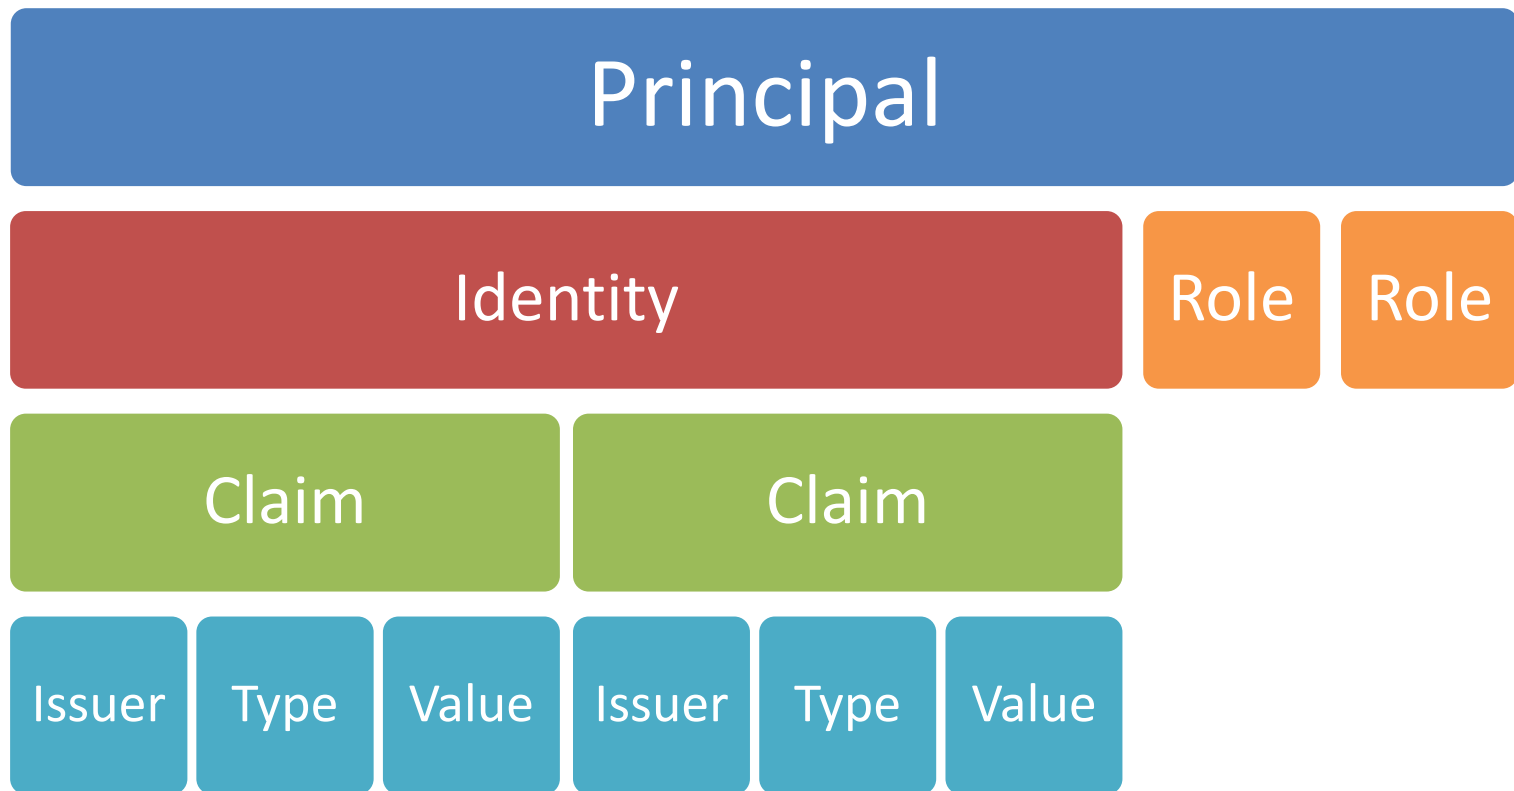 Principal
Identity
Role
Role
Claim
Claim
Issuer
Type
Value
Issuer
Type
Value